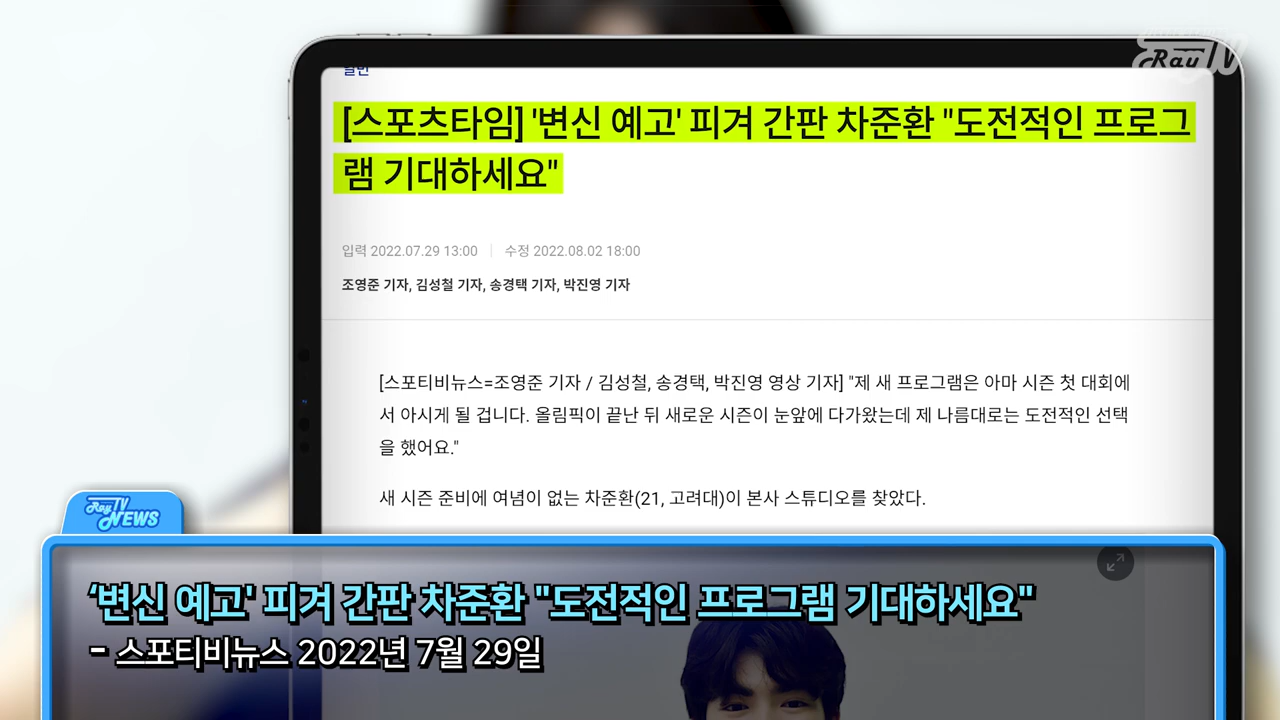 Ray TV
일반
[스포츠타임] '변신 예고' 피겨 간판 차준환 "도전적인 프로그
램 기대하세요"
입력 2022.07.29 13:00 | 수정 2022.08.02 18:00
조영준 기자, 김성철 기자, 송경택 기자, 박진영 기자
[스포티비뉴스=조영준 기자 / 김성철, 송경택, 박진영 영상 기자] "제 새 프로그램은 아마 시즌 첫 대회에
서 아시게 될 겁니다. 올림픽이 끝난 뒤 새로운 시즌이 눈앞에 다가왔는데 제 나름대로는 도전적인 선택
을 했어요."
새 시즌 준비에 여념이 없는 차준환(21, 고려대)이 본사 스튜디오를 찾았다.
Ray TV
NEWS
‘변신 예고' 피겨 간판 차준환 "도전적인 프로그램 기대하세요"
- 스포티비뉴스 2022년 7월 29일